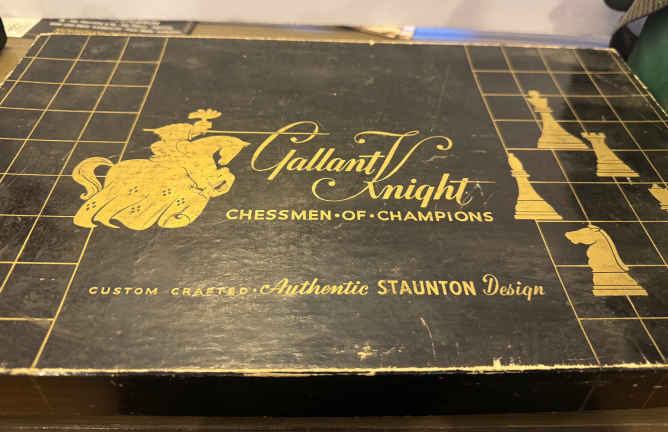 Gallant Knight
CHESSMEN·OF·CHAMPIONS
CUSTOM CRAFTED·Authentic STAUNTON Design